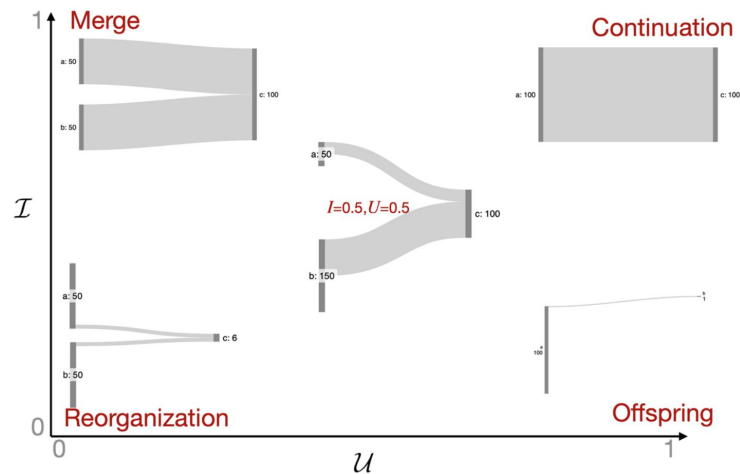 1
Merge
Continuation
a: 50
b: 50
c: 100
a: 100
c: 100
a: 50
I=0.5, U=0.5
c: 100
b: 150
ℐ
a: 50
b: 50
c: 6
b
1
a
100
Reorganization
Offspring
0
0
1
𝒰